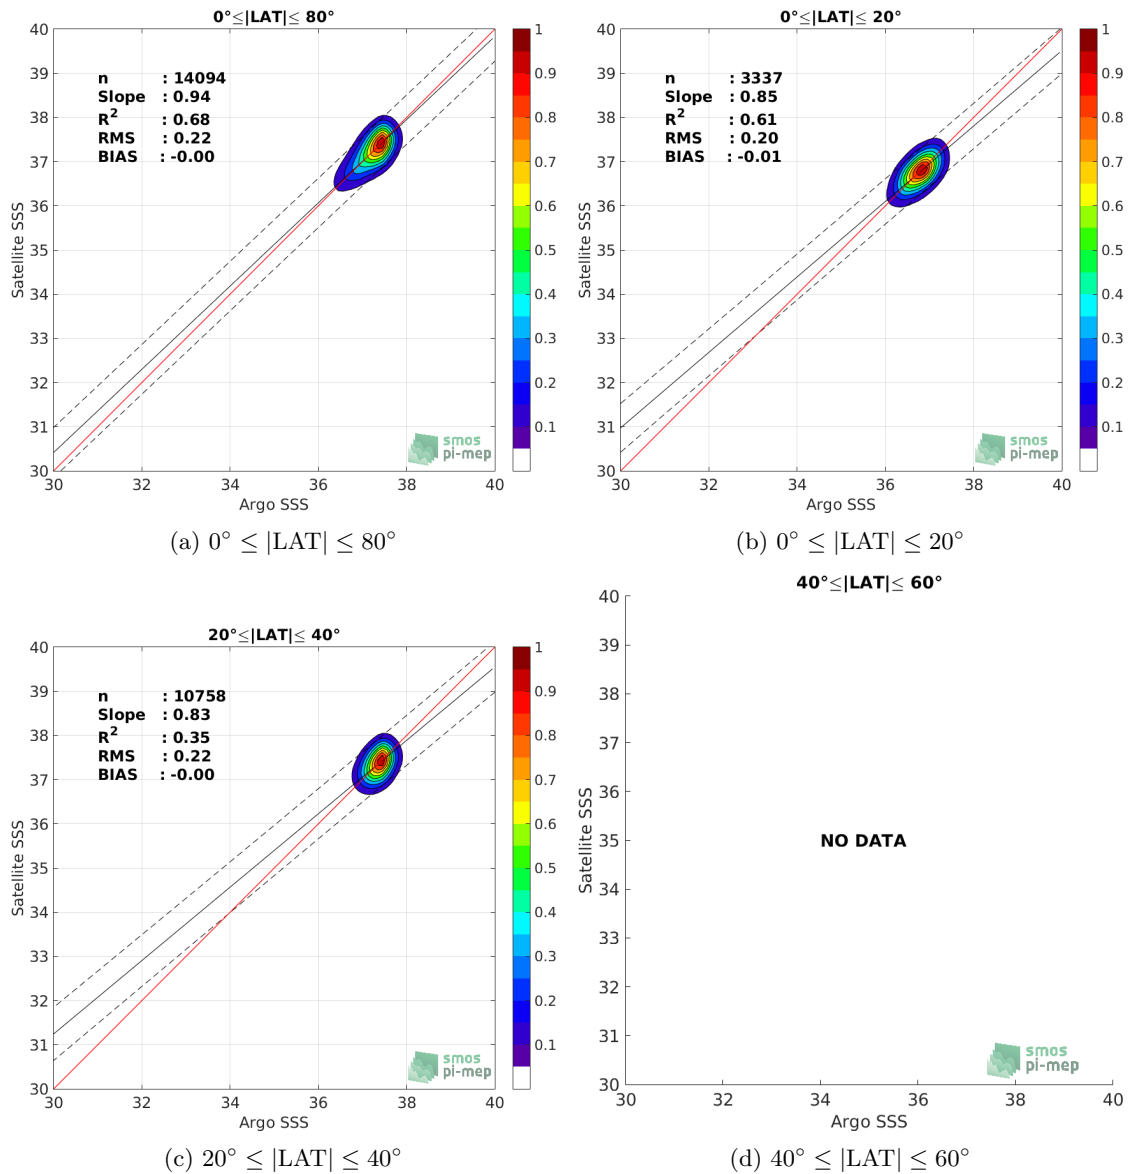 0°≤|LAT|≤ 80°
40
39
38
37
36
35
34
33
32
31
30
Satellite SSS
n : 14094
Slope : 0.94
R2 : 0.68
RMS : 0.22
BIAS : -0.00
smos
pi-mep
30 32 34 36 38 40
Argo SSS
1
0.9
0.8
0.7
0.6
0.5
0.4
0.3
0.2
0.1
(a) 0° ≤ |LAT| ≤ 80°
0°≤|LAT|≤ 20°
40
39
38
37
36
35
34
33
32
31
30
Satellite SSS
n : 3337
Slope : 0.85
R2 : 0.61
RMS : 0.20
BIAS : -0.01
smos
pi-mep
30 32 34 36 38 40
Argo SSS
1
0.9
0.8
0.7
0.6
0.5
0.4
0.3
0.2
0.1
(b) 0° ≤ |LAT| ≤ 20°
20°≤|LAT|≤ 40°
40
39
38
37
36
35
34
33
32
31
30
Satellite SSS
n : 10758
Slope : 0.83
R2 : 0.35
RMS : 0.22
BIAS : -0.00
smos
pi-mep
30 32 34 36 38 40
Argo SSS
1
0.9
0.8
0.7
0.6
0.5
0.4
0.3
0.2
0.1
(c) 20° ≤ |LAT| ≤ 40°
40°≤|LAT|≤ 60°
40
39
38
37
36
35
34
33
32
31
30
Satellite SSS
NO DATA
smos
pi-mep
30 32 34 36 38 40
Argo SSS
(d) 40° ≤ |LAT| ≤ 60°